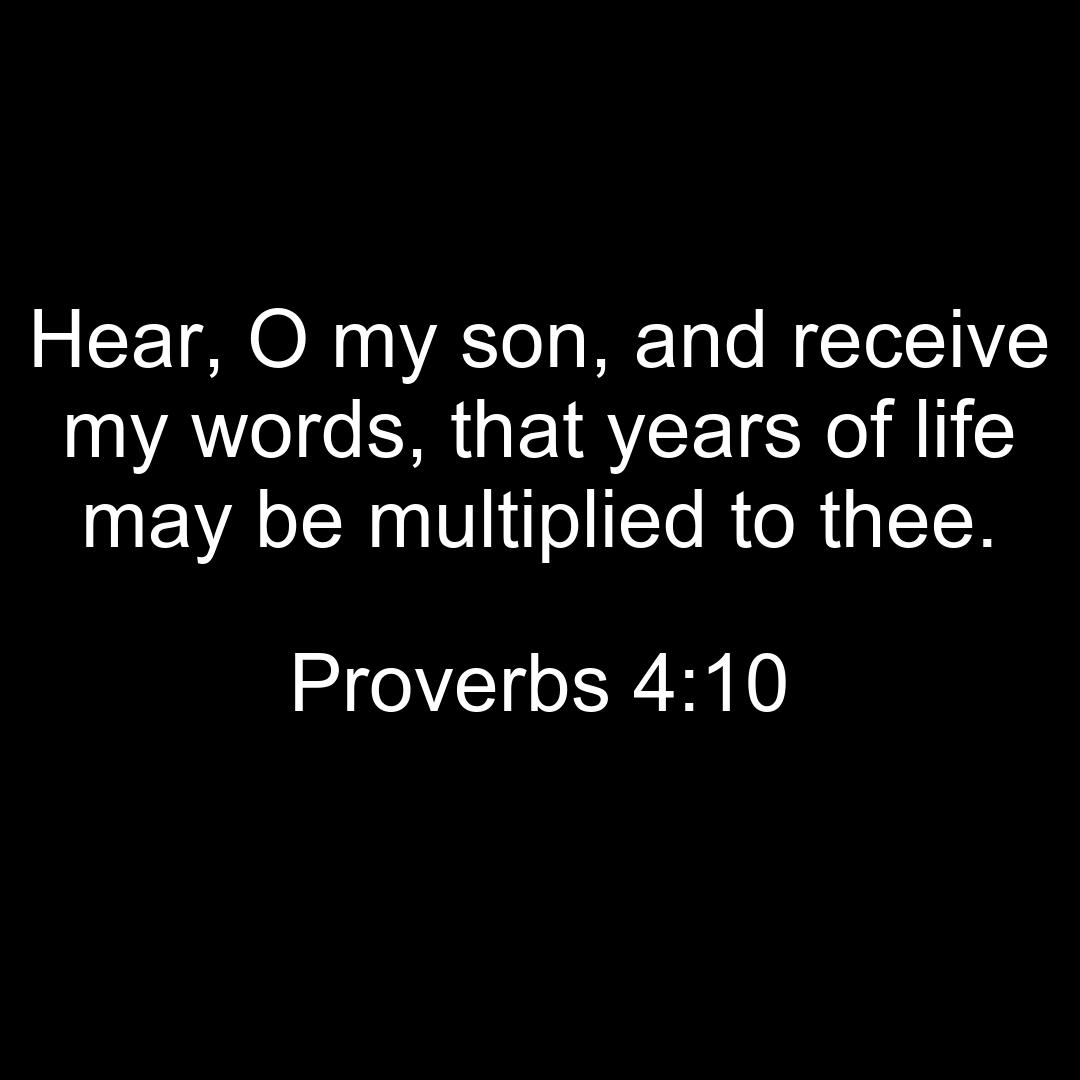 Hear, O my son, and receive
my words, that years of life
may be multiplied to thee.
Proverbs 4:10